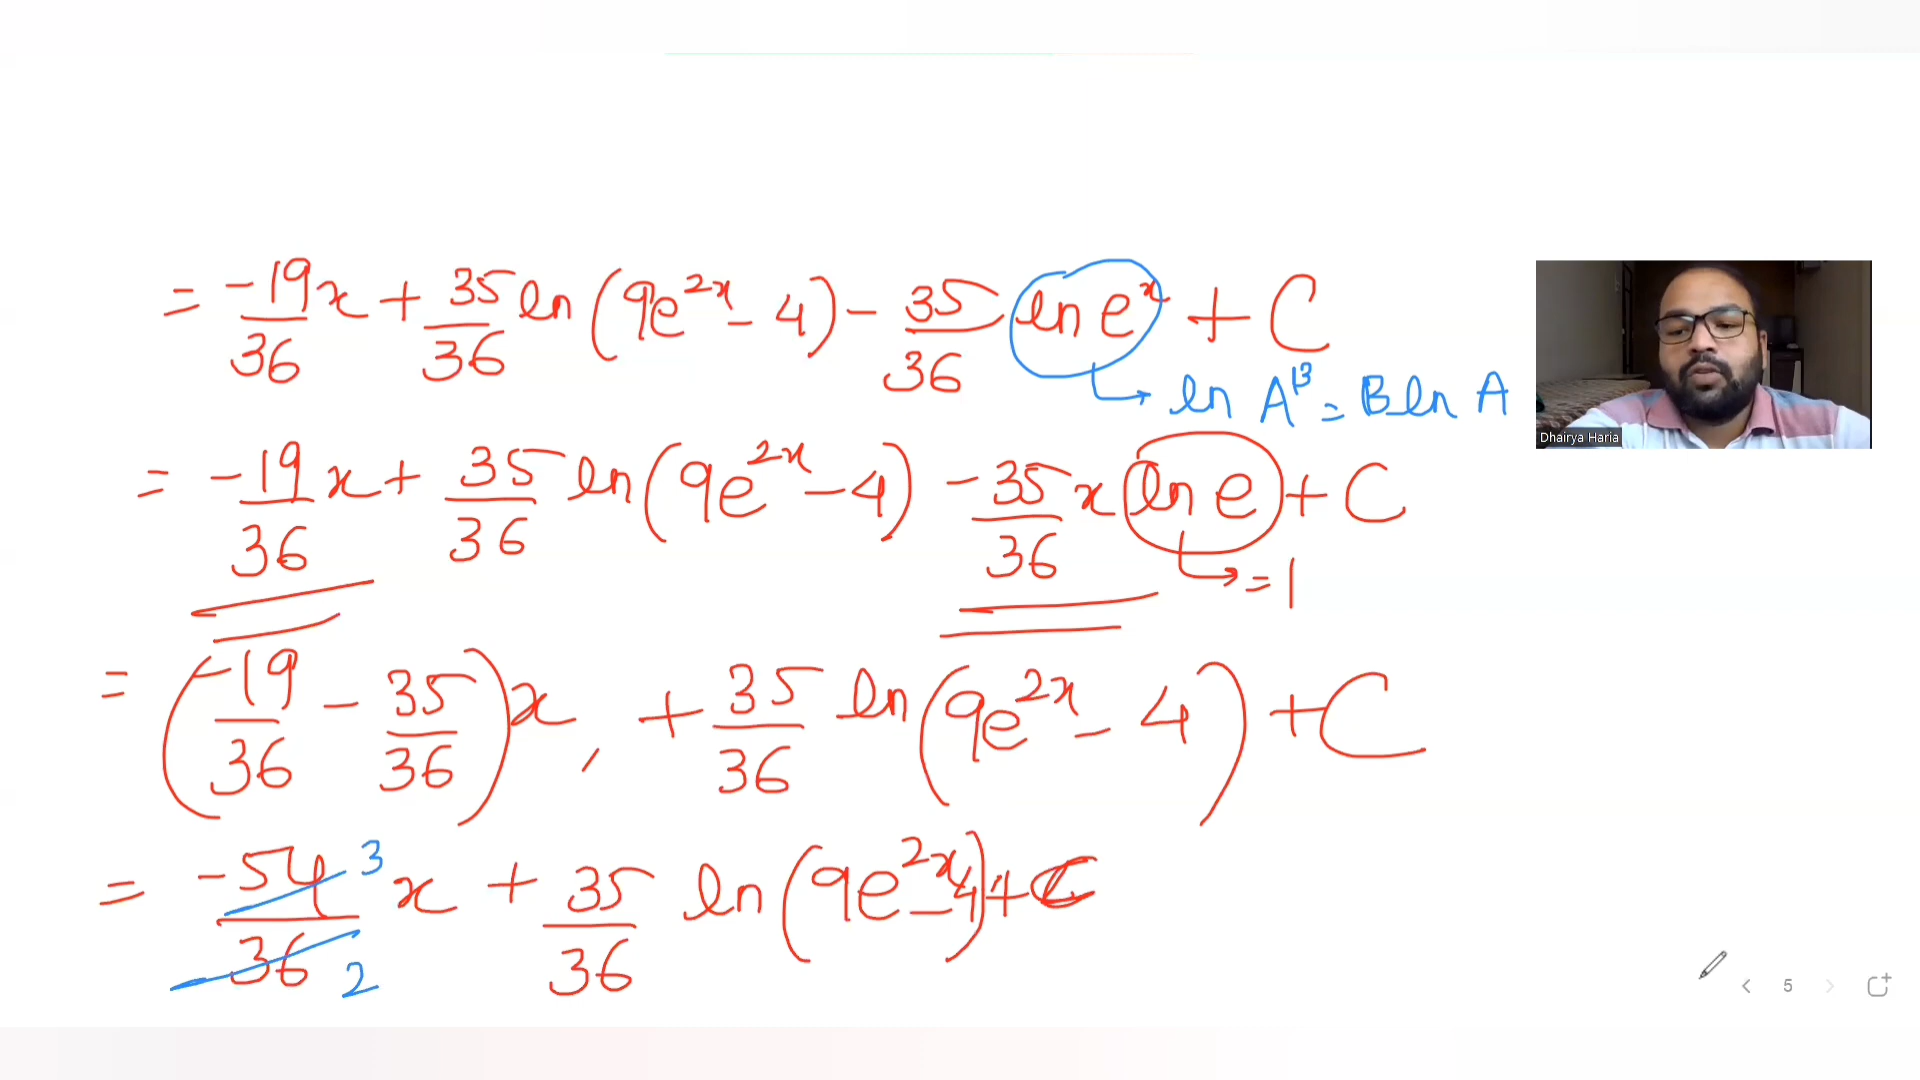 = -19/36 x + 35/36 ln (9e^2x - 4) - 35/36 ln e^x + C
→ ln A^B = B ln A
= -19/36 x + 35/36 ln (9e^2x - 4) - 35/36 x ln e + C
→ = 1
Dhairya Haria
= (-19/36 - 35/36) x, + 35/36 ln (9e^2x - 4) + C
= -54/36 x + 35/36 ln (9e^2x - 4) + C
3
2
< 5 >